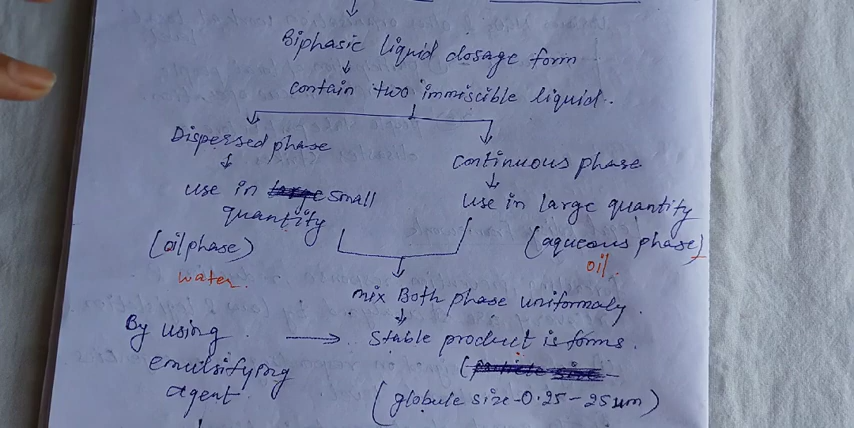 Biphasic liquid dosage form
contain two immiscible liquid..
Dispersed phase
use in small
quantity
(oil phase)
water.
continuous phase
use in large quantity
(aqueous phase)
oil.
mix Both phase uniformaly.
By using
emulsifying
agent
Stable product is forms.
(globule size-0.25-25um)